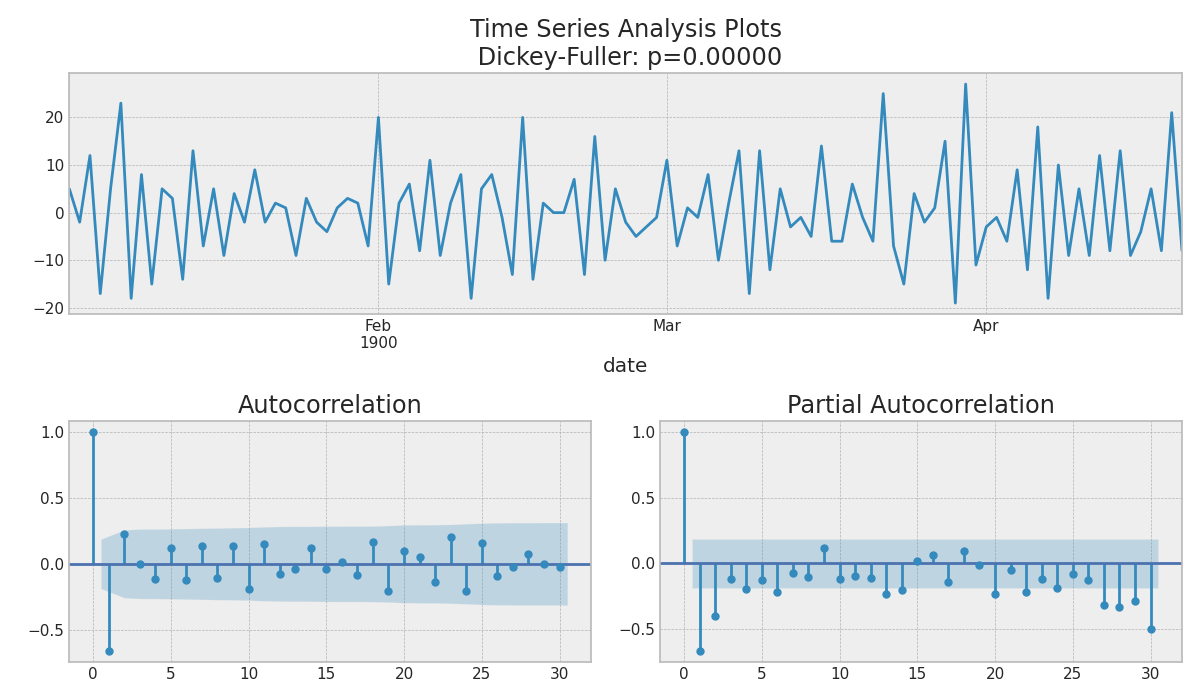 Time Series Analysis Plots
Dickey-Fuller: p=0.00000
20
10
0
−10
−20
Feb
1900
Mar
Apr
date
Autocorrelation
1.0
0.5
0.0
−0.5
0 5 10 15 20 25 30
Partial Autocorrelation
1.0
0.5
0.0
−0.5
0 5 10 15 20 25 30